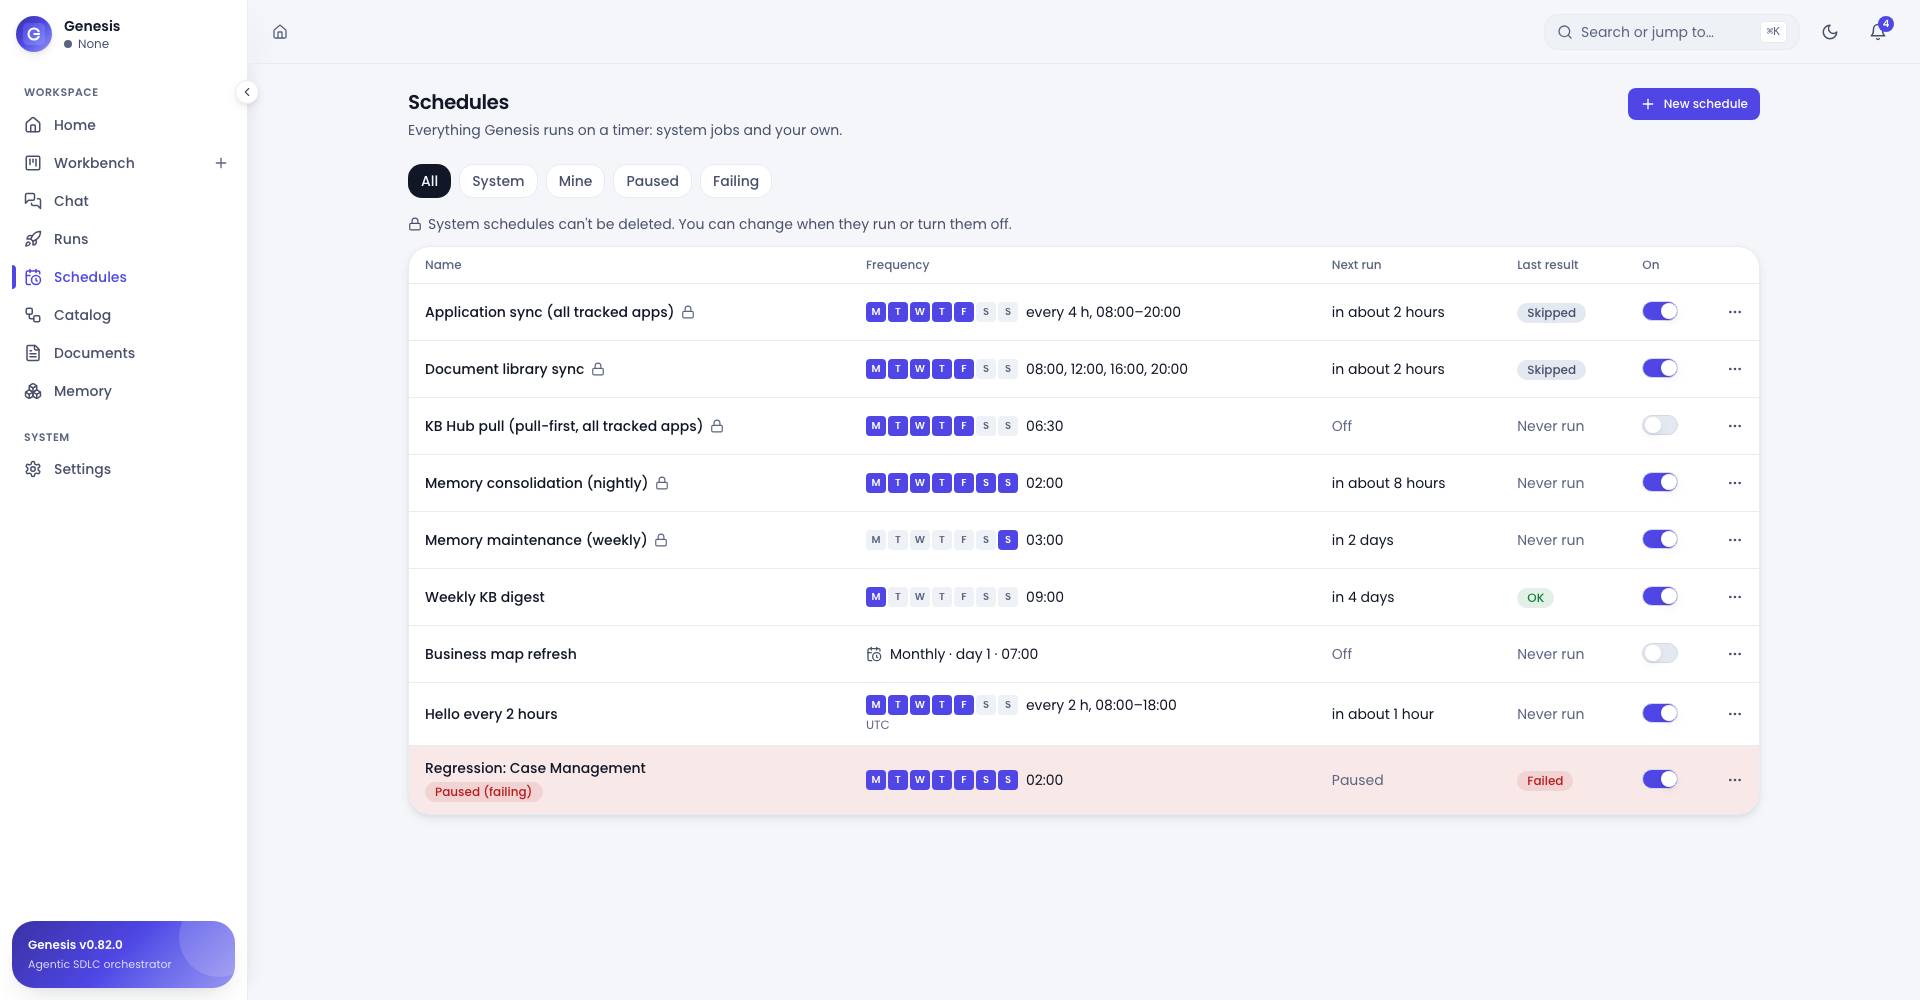 Genesis
None
Search or jump to...
⌘K
4
WORKSPACE
Home
Workbench
Chat
Runs
Schedules
Catalog
Documents
Memory
SYSTEM
Settings
Genesis v0.82.0
Agentic SDLC orchestrator
Schedules
New schedule
Everything Genesis runs on a timer: system jobs and your own.
All System Mine Paused Failing
System schedules can't be deleted. You can change when they run or turn them off.
Name Frequency Next run Last result On
Application sync (all tracked apps) M T W T F S S every 4 h, 08:00–20:00 in about 2 hours Skipped
Document library sync M T W T F S S 08:00, 12:00, 16:00, 20:00 in about 2 hours Skipped
KB Hub pull (pull-first, all tracked apps) M T W T F S S 06:30 Off Never run
Memory consolidation (nightly) M T W T F S S 02:00 in about 8 hours Never run
Memory maintenance (weekly) M T W T F S S 03:00 in 2 days Never run
Weekly KB digest M T W T F S S 09:00 in 4 days OK
Business map refresh Monthly · day 1 · 07:00 Off Never run
Hello every 2 hours M T W T F S S every 2 h, 08:00–18:00 in about 1 hour Never run
UTC
Regression: Case Management M T W T F S S 02:00 Paused Failed
Paused (failing)